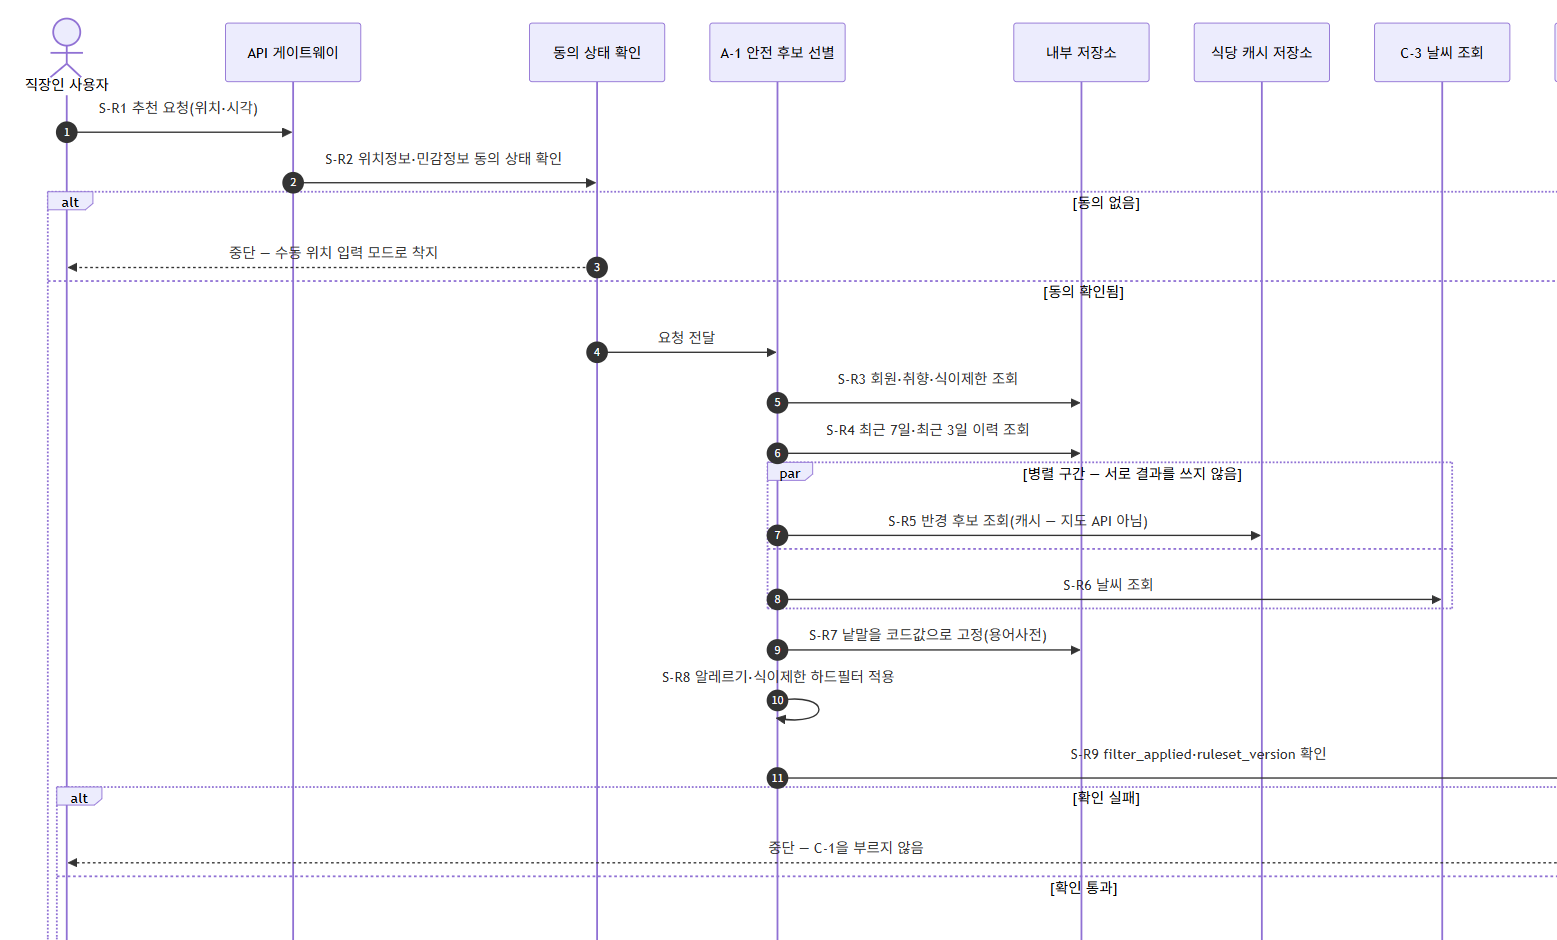 직장인 사용자
API 게이트웨이
동의 상태 확인
A-1 안전 후보 선별
내부 저장소
식당 캐시 저장소
C-3 날씨 조회
S-R1 추천 요청(위치·시각)
1
S-R2 위치정보·민감정보 동의 상태 확인
2
alt
[동의 없음]
중단 — 수동 위치 입력 모드로 착지
3
[동의 확인됨]
요청 전달
4
S-R3 회원·취향·식이제한 조회
5
S-R4 최근 7일·최근 3일 이력 조회
6
par
[병렬 구간 — 서로 결과를 쓰지 않음]
S-R5 반경 후보 조회(캐시 — 지도 API 아님)
7
S-R6 날씨 조회
8
S-R7 낱말을 코드값으로 고정(용어사전)
9
S-R8 알레르기·식이제한 하드필터 적용
10
S-R9 filter_applied·ruleset_version 확인
11
alt
[확인 실패]
중단 — C-1을 부르지 않음
[확인 통과]